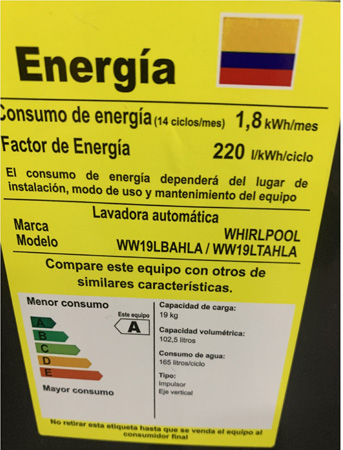 Energía
Consumo de energía (14 ciclos/mes) 1,8 kWh/mes
Factor de Energía 220 l/kWh/ciclo
El consumo de energía dependerá del lugar de
instalación, modo de uso y mantenimiento del equipo
Lavadora automática
Marca WHIRLPOOL
Modelo WW19LBAHLA / WW19LTAHLA
Compare este equipo con otros de
similares características.
Menor consumo
Este equipo
A
A
B
C
D
E
Mayor consumo
Capacidad de carga:
19 kg
Capacidad volumétrica:
102,5 litros
Consumo de agua:
165 litros/ciclo
Tipo:
Impulsor
Eje vertical
No retirar esta etiqueta hasta que se venda el equipo al
consumidor final